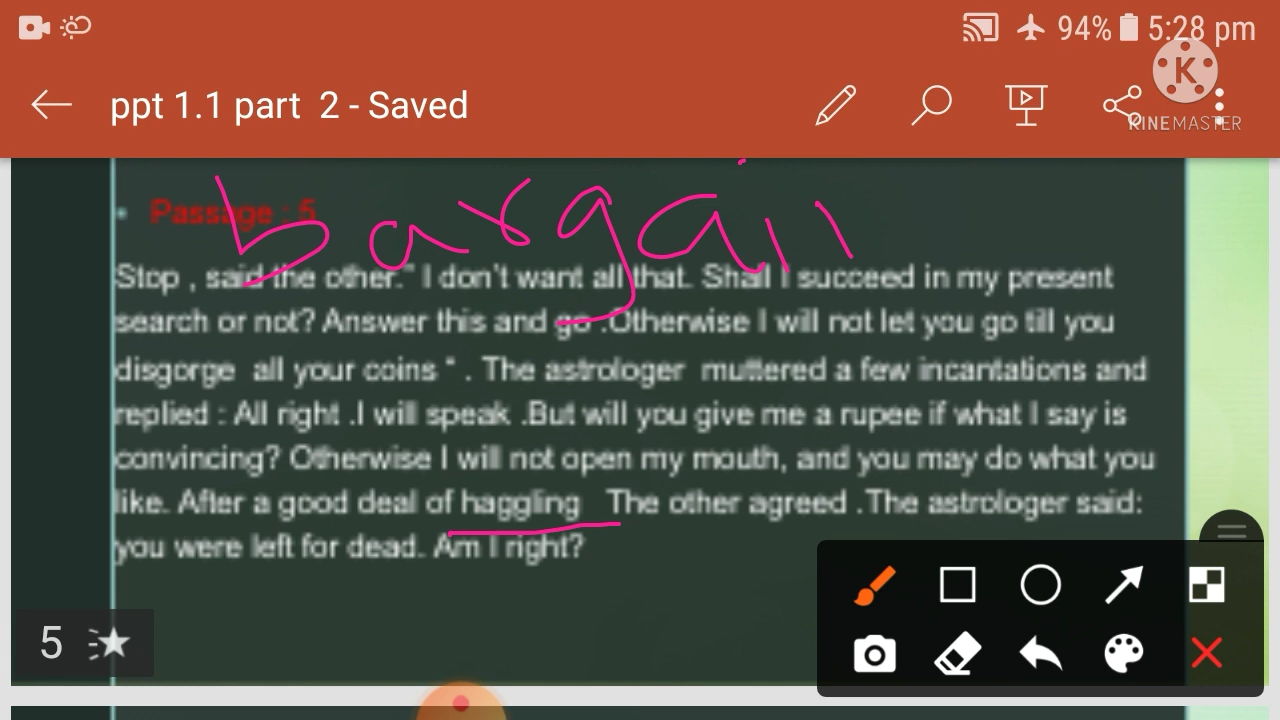 94% 5:28 pm
ppt 1.1 part 2 - Saved
K
KINEMASTER
bargain
• Passage : 5
Stop , said the other." I don't want all that. Shall I succeed in my present
search or not? Answer this and go .Otherwise I will not let you go till you
disgorge all your coins " . The astrologer muttered a few incantations and
replied : All right .I will speak .But will you give me a rupee if what I say is
convincing? Otherwise I will not open my mouth, and you may do what you
like. After a good deal of haggling The other agreed .The astrologer said:
you were left for dead. Am I right?
5